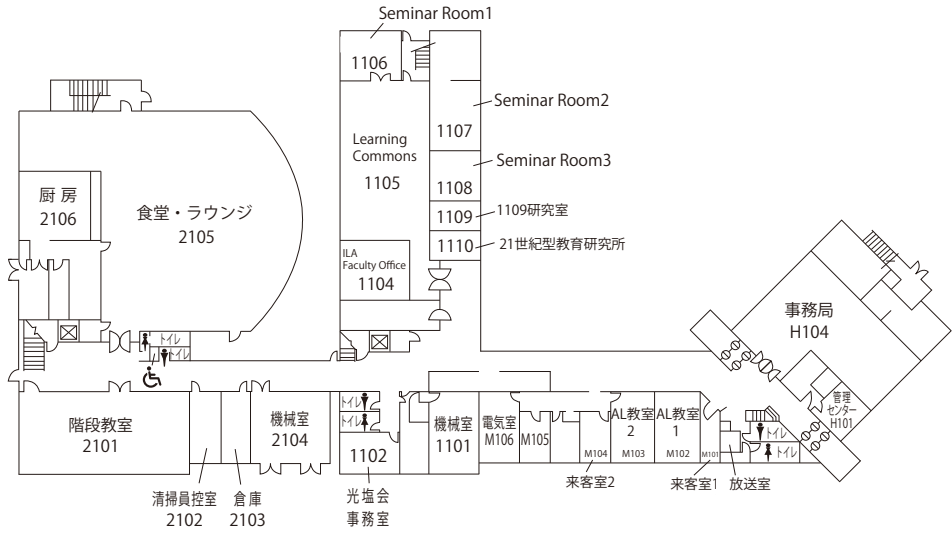 Seminar Room1
1106
Seminar Room2
1107
Learning
Commons
1105
Seminar Room3
1108
1109
1109研究室
1110
21世紀型教育研究所
ILA
Faculty Office
1104
厨 房
2106
食堂・ラウンジ
2105
事務局
H104
管理
センター
H101
トイレ
トイレ
階段教室
2101
機械室
2104
トイレ
トイレ
1102
機械室
1101
電気室
M106
M105
M104
AL教室
2
M103
AL教室
1
M102
M101
トイレ
トイレ
清掃員控室
2102
倉庫
2103
光塩会
事務室
来客室2
来客室1
放送室